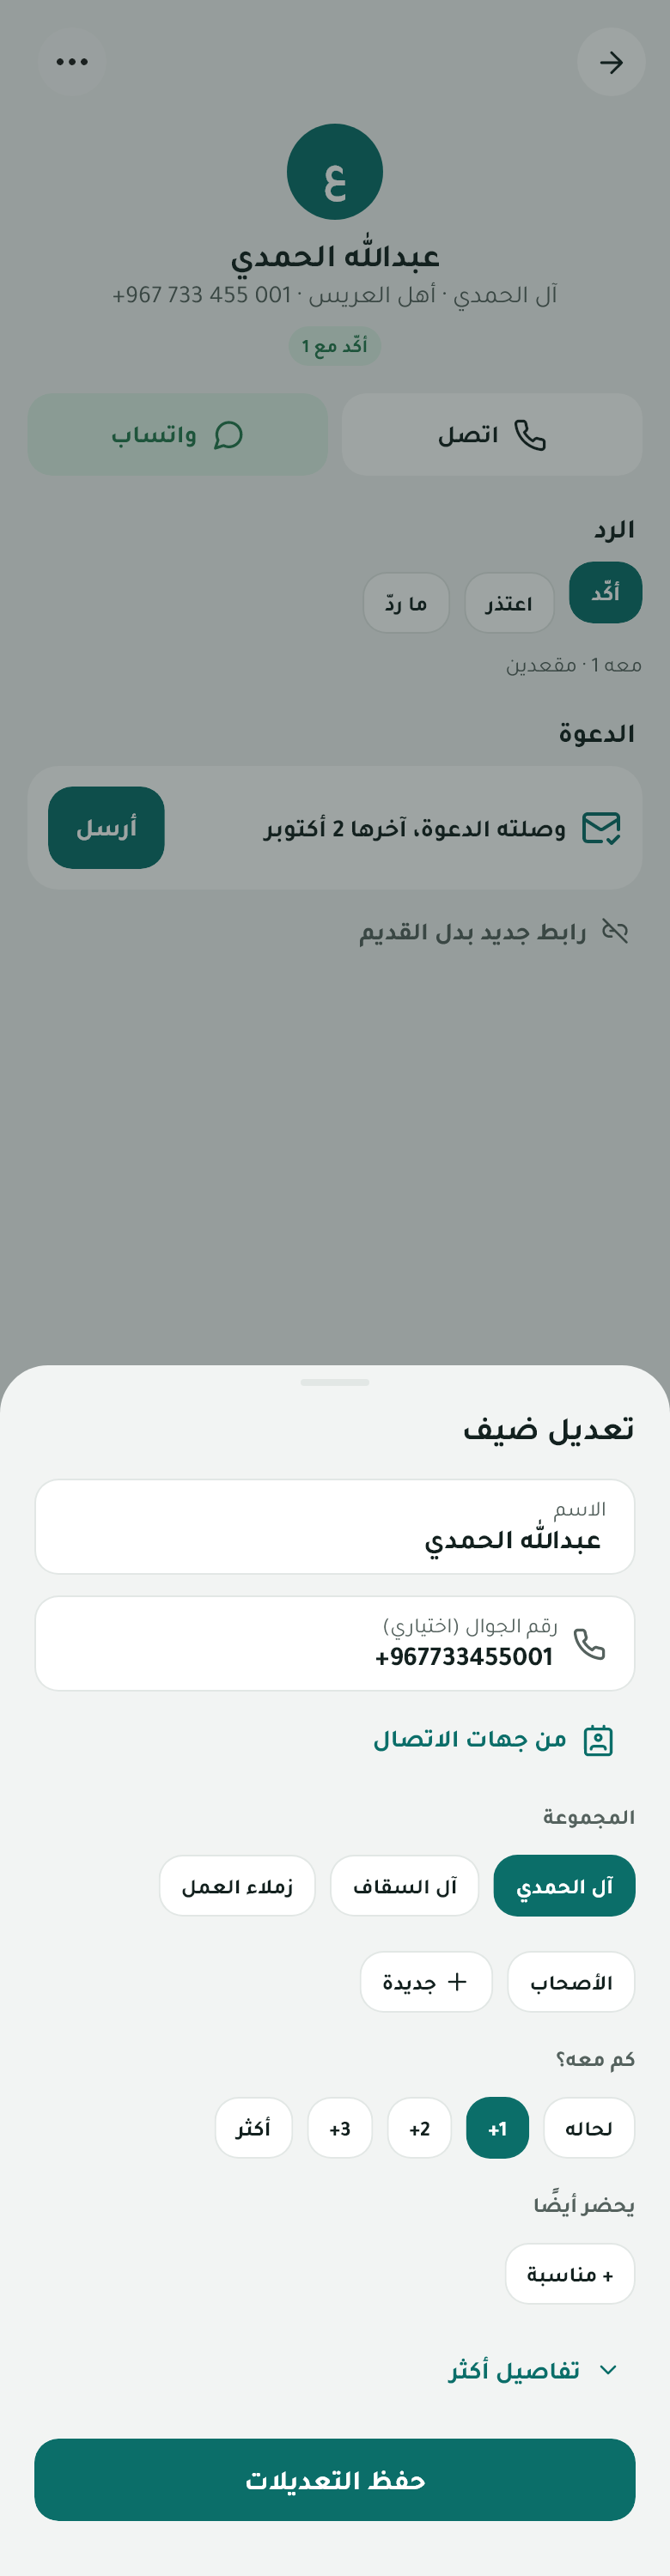 ع
عبدالله الحمدي
آل الحمدي · أهل العريس · +967 733 455 001
أكّد مع 1
اتصل
واتساب
الرد
أكّد
اعتذر
ما ردّ
معه 1 · مقعدين
الدعوة
وصلته الدعوة، آخرها 2 أكتوبر
أرسل
رابط جديد بدل القديم
تعديل ضيف
الاسم
عبدالله الحمدي
رقم الجوال (اختياري)
+967733455001
من جهات الاتصال
المجموعة
آل الحمدي
آل السقاف
زملاء العمل
الأصحاب
+ جديدة
كم معه؟
لحاله
+1
+2
+3
أكثر
يحضر أيضًا
+ مناسبة
تفاصيل أكثر
حفظ التعديلات